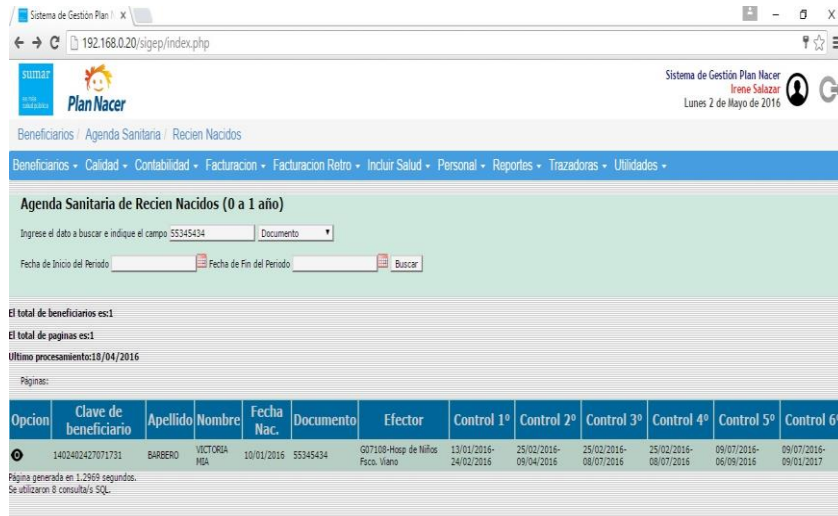 Sistema de Gestión Plan N
192.168.0.20/sigep/index.php
sumar
Plan Nacer
Sistema de Gestión Plan Nacer
Irene Salazar
Lunes 2 de Mayo de 2016
Beneficiarios / Agenda Sanitaria / Recien Nacidos
Beneficiarios Calidad Contabilidad Facturacion Facturacion Retro Incluir Salud Personal Reportes Trazadoras Utilidades
Agenda Sanitaria de Recien Nacidos (0 a 1 año)
Ingrese el dato a buscar e indique el campo 55345434 Documento
Fecha de Inicio del Periodo Fecha de Fin del Periodo Buscar
El total de beneficiarios es:1
El total de paginas es:1
Ultimo procesamiento:18/04/2016
Páginas:
Opcion Clave de beneficiario Apellido Nombre Fecha Nac. Documento Efector Control 1º Control 2º Control 3º Control 4º Control 5º Control 6º
1402402427071731 BARBERO VICTORIA MIA 10/01/2016 55345434 G07108-Hosp de Niños Fsco. Viano 13/01/2016-24/02/2016 25/02/2016-09/04/2016 25/02/2016-08/07/2016 25/02/2016-08/07/2016 09/07/2016-06/09/2016 09/07/2016-09/01/2017
Página generada en 1.2969 segundos.
Se utilizaron 8 consulta/s SQL.